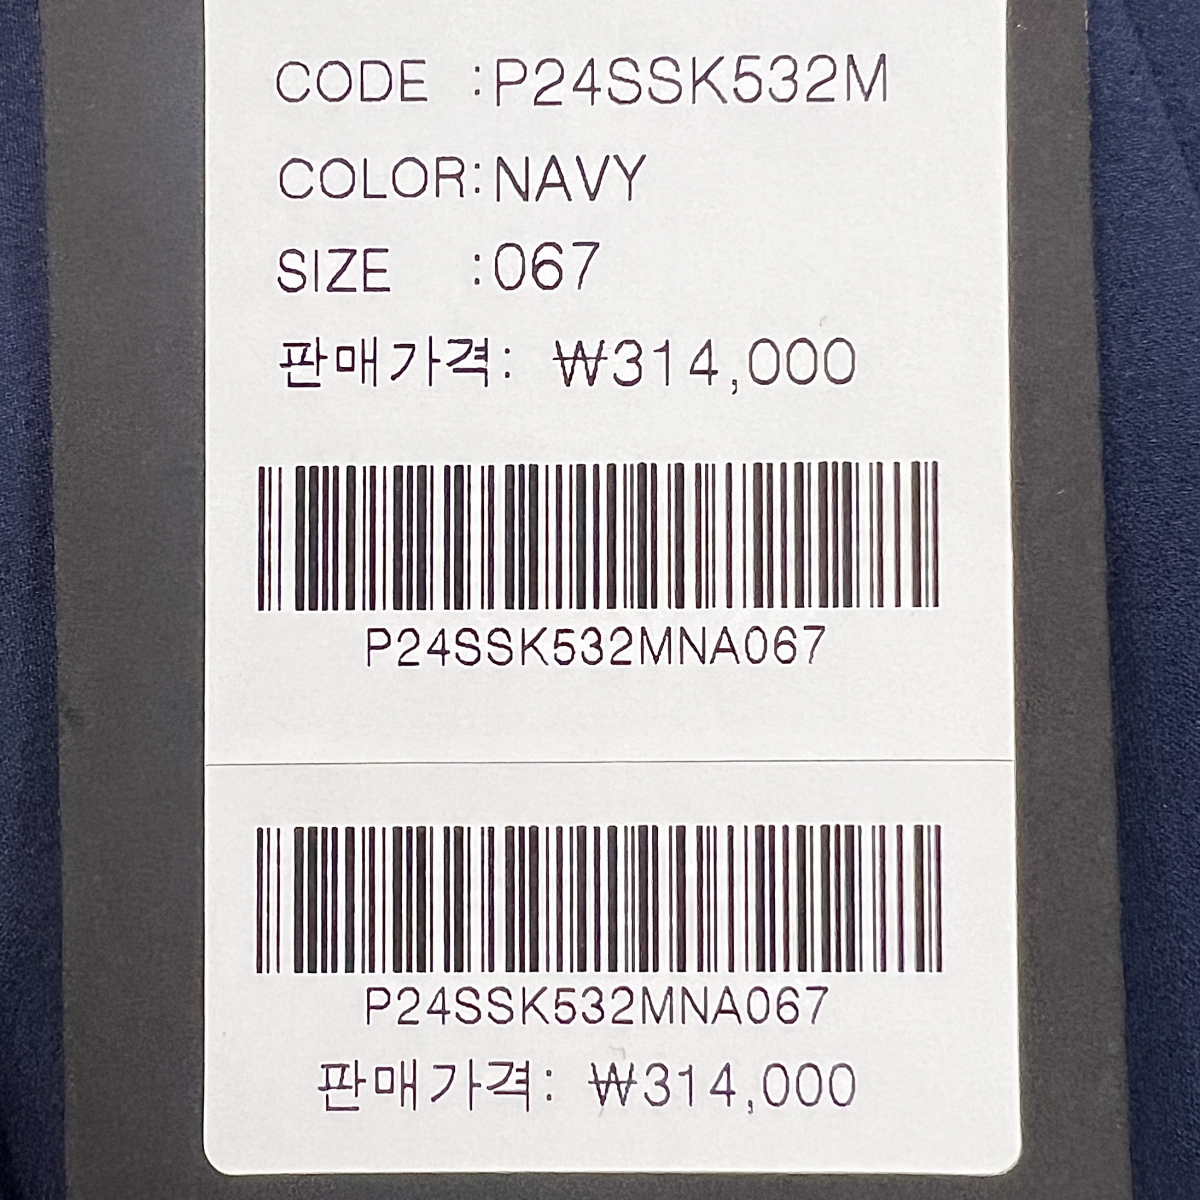 CODE :P24SSK532M
COLOR:NAVY
SIZE :067
판매가격: ₩314,000
P24SSK532MNA067
P24SSK532MNA067
판매가격: ₩314,000